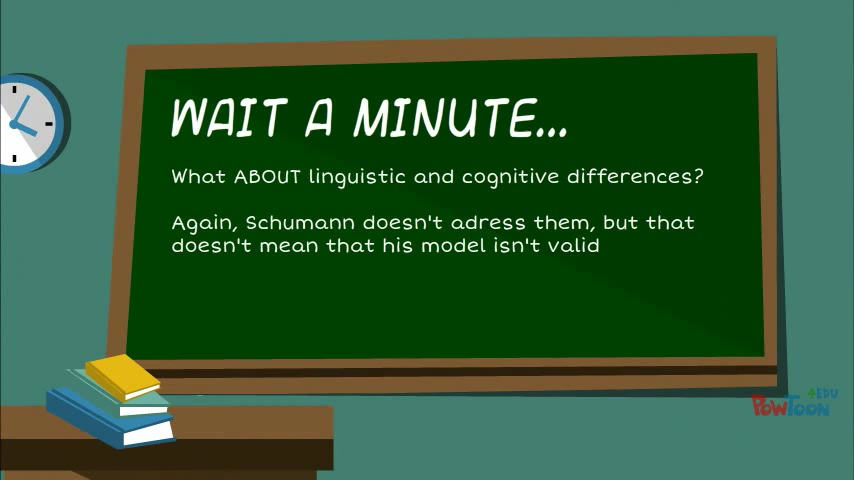 WAIT A MINUTE...
What ABOUT linguistic and cognitive differences?
Again, Schumann doesn't adress them, but that
doesn't mean that his model isn't valid
4EDU
POWTOON